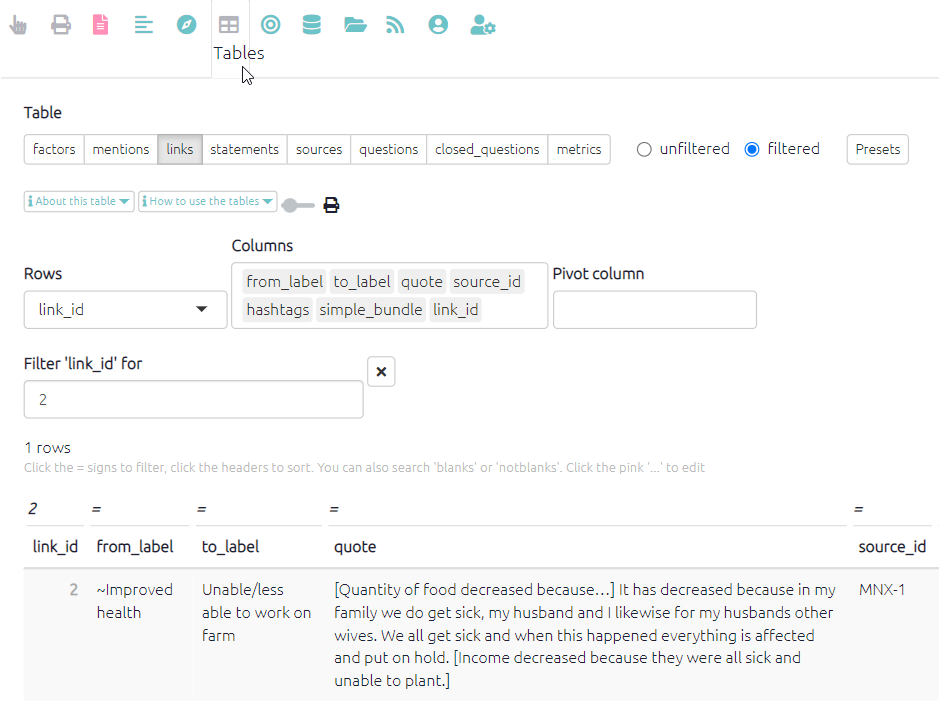 Tables
Table
factors mentions links statements sources questions closed_questions metrics unfiltered filtered Presets
About this table How to use the tables
Columns
Rows
from_label to_label quote source_id
Pivot column
link_id
hashtags simple_bundle link_id
Filter 'link_id' for
2
1 rows
Click the = signs to filter, click the headers to sort. You can also search 'blanks' or 'notblanks'. Click the pink '...' to edit
2 = = = =
link_id from_label to_label quote source_id
2 ~Improved Unable/less [Quantity of food decreased because...] It has decreased because in my MNX-1
health able to work on family we do get sick, my husband and I likewise for my husbands other
farm wives. We all get sick and when this happened everything is affected
and put on hold. [Income decreased because they were all sick and
unable to plant.]